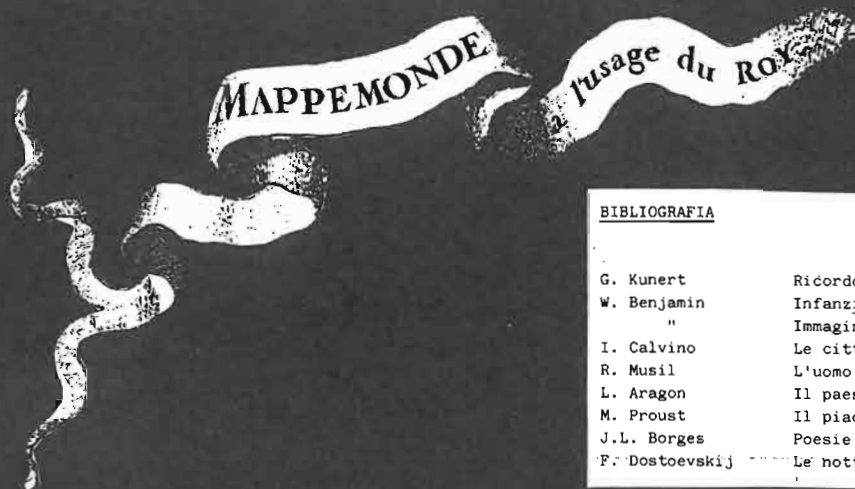 MAPPEMONDE
à l'usage du ROY
BIBLIOGRAFIA
G. Kunert
W. Benjamin Infanzi
" Immagin
I. Calvino Le citt
R. Musil L'uomo
L. Aragon Il paes
M. Proust Il piac
J.L. Borges Poesie
F. Dostoevskij Le nott